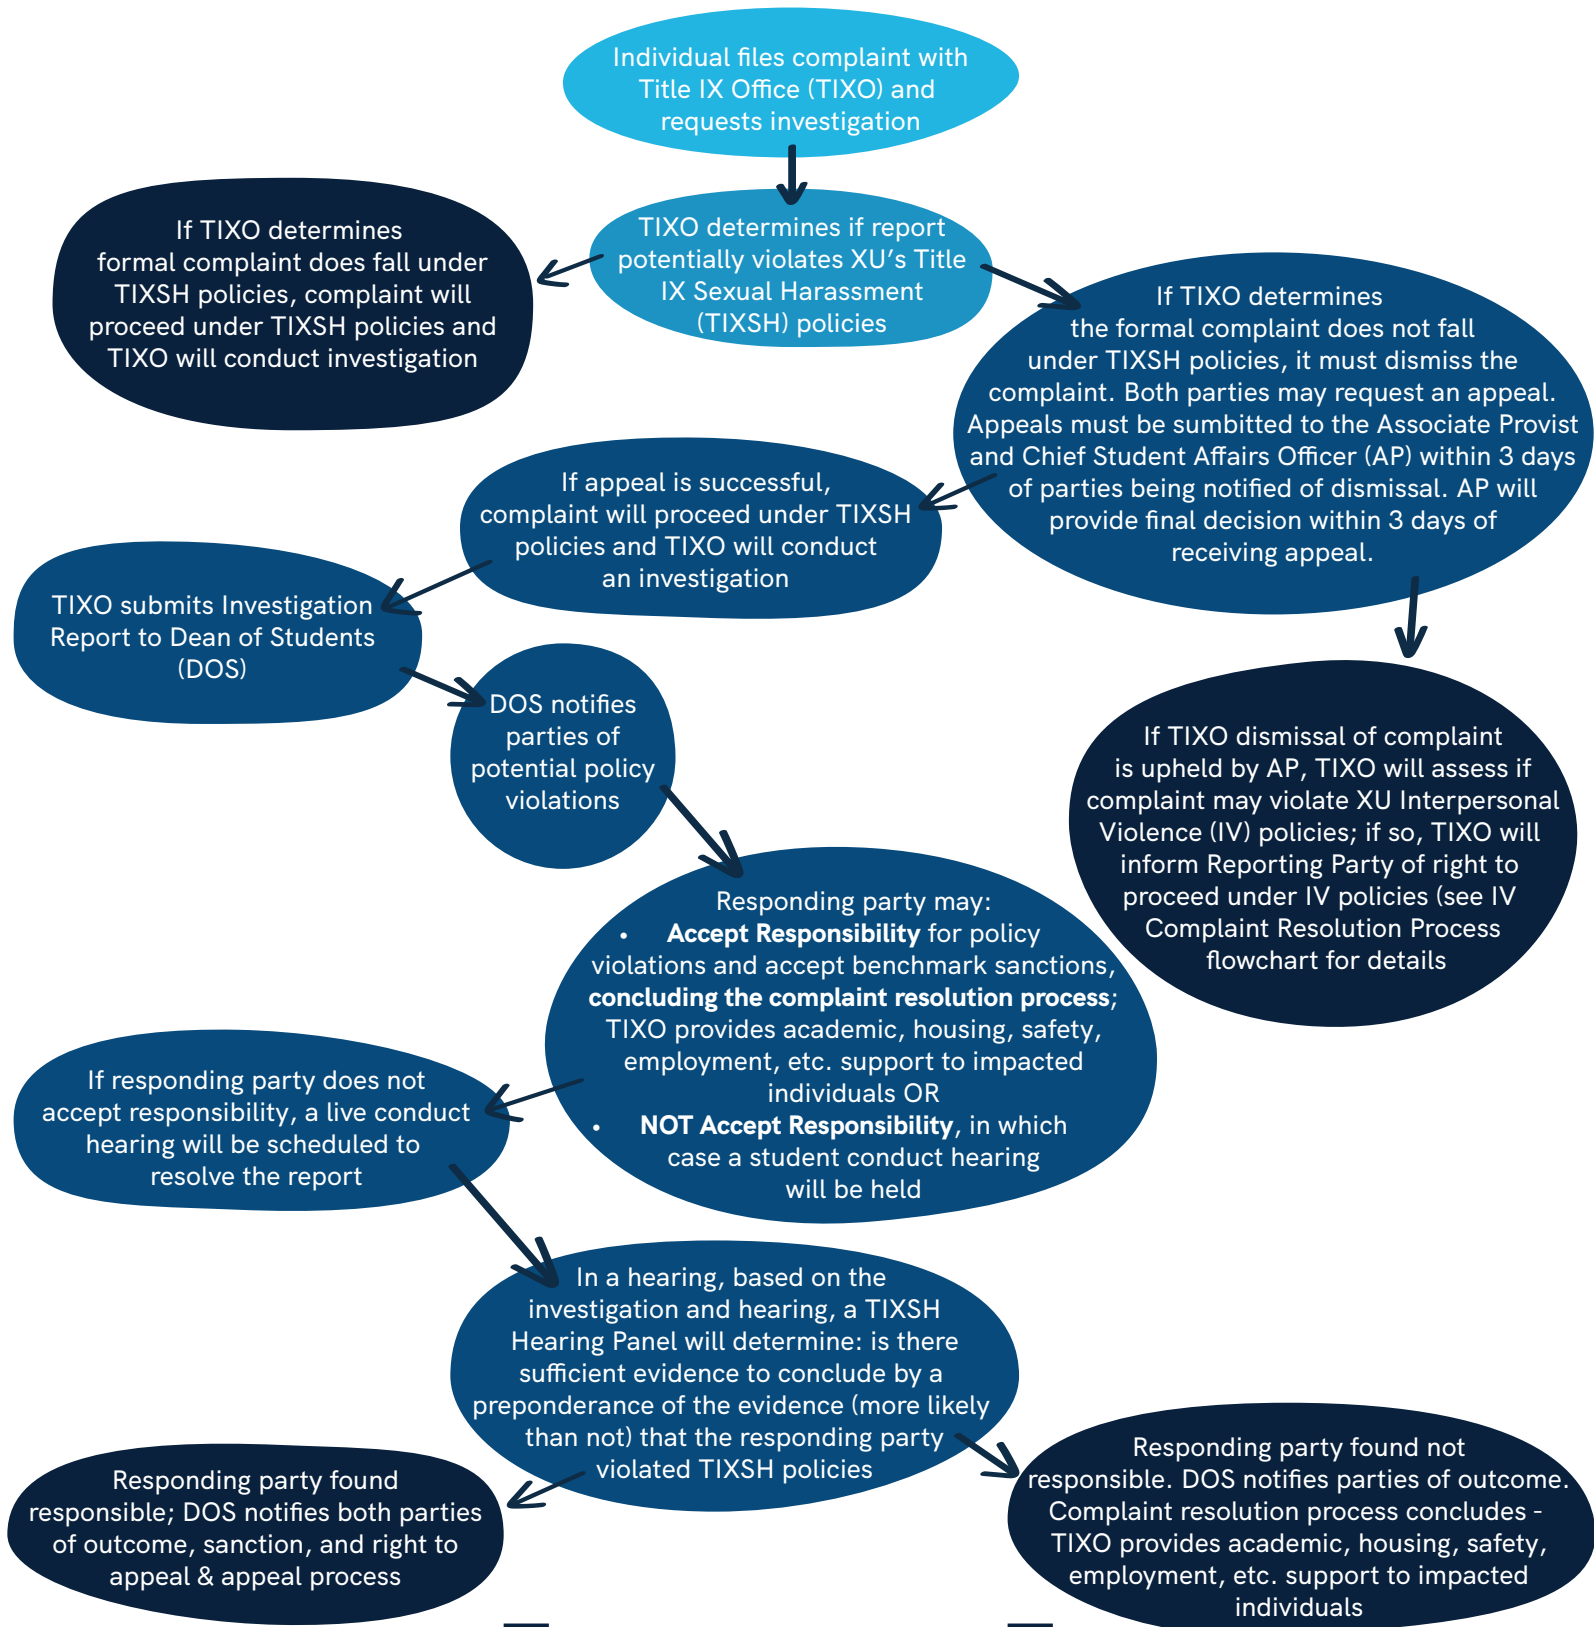 Individual files complaint with
Title IX Office (TIXO) and
requests investigation
TIXO determines if report
potentially violates XU's Title
IX Sexual Harassment
(TIXSH) policies
If TIXO determines
formal complaint does fall under
TIXSH policies, complaint will
proceed under TIXSH policies and
TIXO will conduct investigation
If TIXO determines
the formal complaint does not fall
under TIXSH policies, it must dismiss the
complaint. Both parties may request an appeal.
Appeals must be sumbitted to the Associate Provist
and Chief Student Affairs Officer (AP) within 3 days
of parties being notified of dismissal. AP will
provide final decision within 3 days of
receiving appeal.
If appeal is successful,
complaint will proceed under TIXSH
policies and TIXO will conduct
an investigation
TIXO submits Investigation
Report to Dean of Students
(DOS)
DOS notifies
parties of
potential policy
violations
If TIXO dismissal of complaint
is upheld by AP, TIXO will assess if
complaint may violate XU Interpersonal
Violence (IV) policies; if so, TIXO will
inform Reporting Party of right to
proceed under IV policies (see IV
Complaint Resolution Process
flowchart for details
Responding party may:
• Accept Responsibility for policy
violations and accept benchmark sanctions,
concluding the complaint resolution process;
TIXO provides academic, housing, safety,
employment, etc. support to impacted
individuals OR
• NOT Accept Responsibility, in which
case a student conduct hearing
will be held
If responding party does not
accept responsibility, a live conduct
hearing will be scheduled to
resolve the report
In a hearing, based on the
investigation and hearing, a TIXSH
Hearing Panel will determine: is there
sufficient evidence to conclude by a
preponderance of the evidence (more likely
than not) that the responding party
violated TIXSH policies
Responding party found
responsible; DOS notifies both parties
of outcome, sanction, and right to
appeal & appeal process
Responding party found not
responsible. DOS notifies parties of outcome.
Complaint resolution process concludes -
TIXO provides academic, housing, safety,
employment, etc. support to impacted
individuals